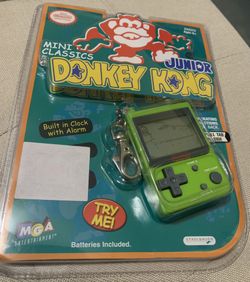 MINI
CLASSICS
JUNIOR
DONKEY KONG
Built in Clock
with Alarm
TRY
ME!
MGA
ENTERTAINMENT
Batteries Included.